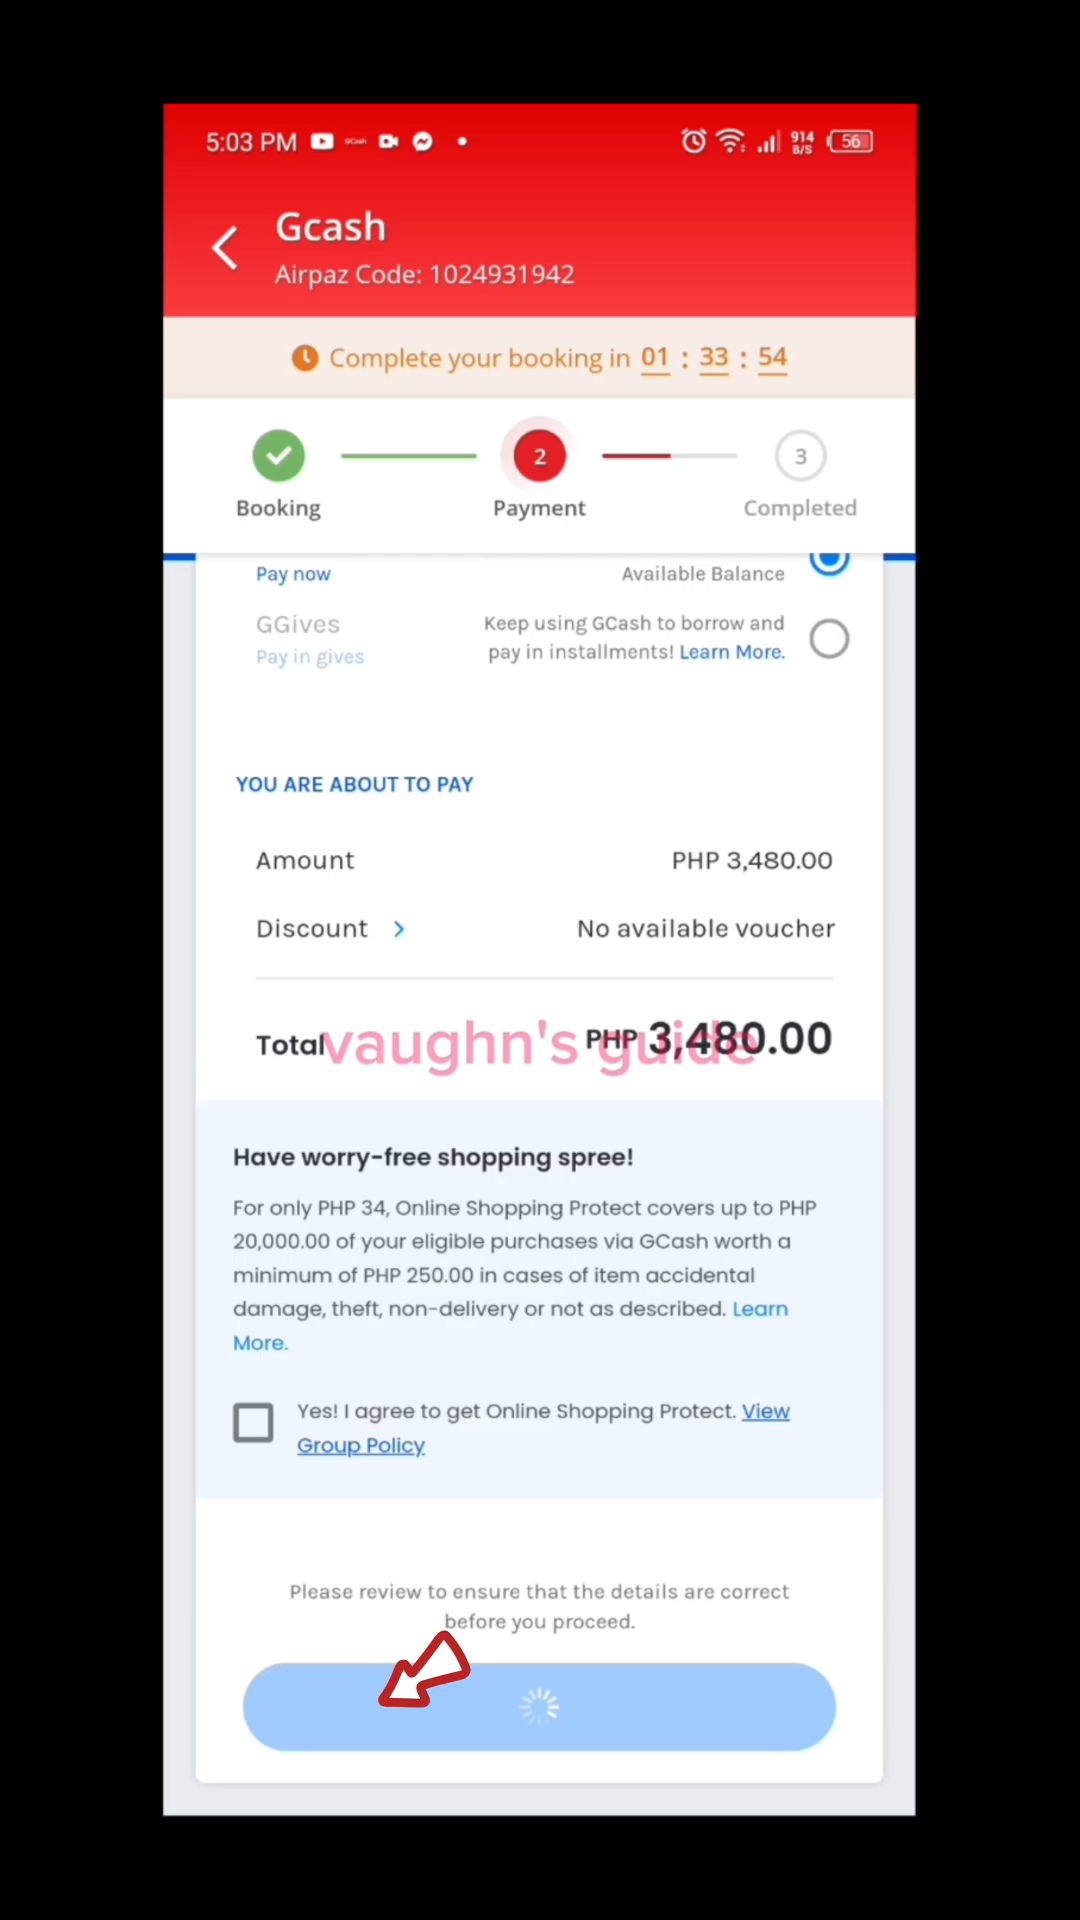 5:03 PM
GCash
914
B/S
56
Gcash
Airpaz Code: 1024931942
Complete your booking in 01 : 33 : 54
2
3
Booking
Payment
Completed
Pay now
Available Balance
GGives
Keep using GCash to borrow and
Pay in gives
pay in installments! Learn More.
YOU ARE ABOUT TO PAY
Amount
PHP 3,480.00
Discount
No available voucher
Total
PHP 3,480.00
vaughn's guide
Have worry-free shopping spree!
For only PHP 34, Online Shopping Protect covers up to PHP
20,000.00 of your eligible purchases via GCash worth a
minimum of PHP 250.00 in cases of item accidental
damage, theft, non-delivery or not as described. Learn
More.
Yes! I agree to get Online Shopping Protect. View
Group Policy
Please review to ensure that the details are correct
before you proceed.